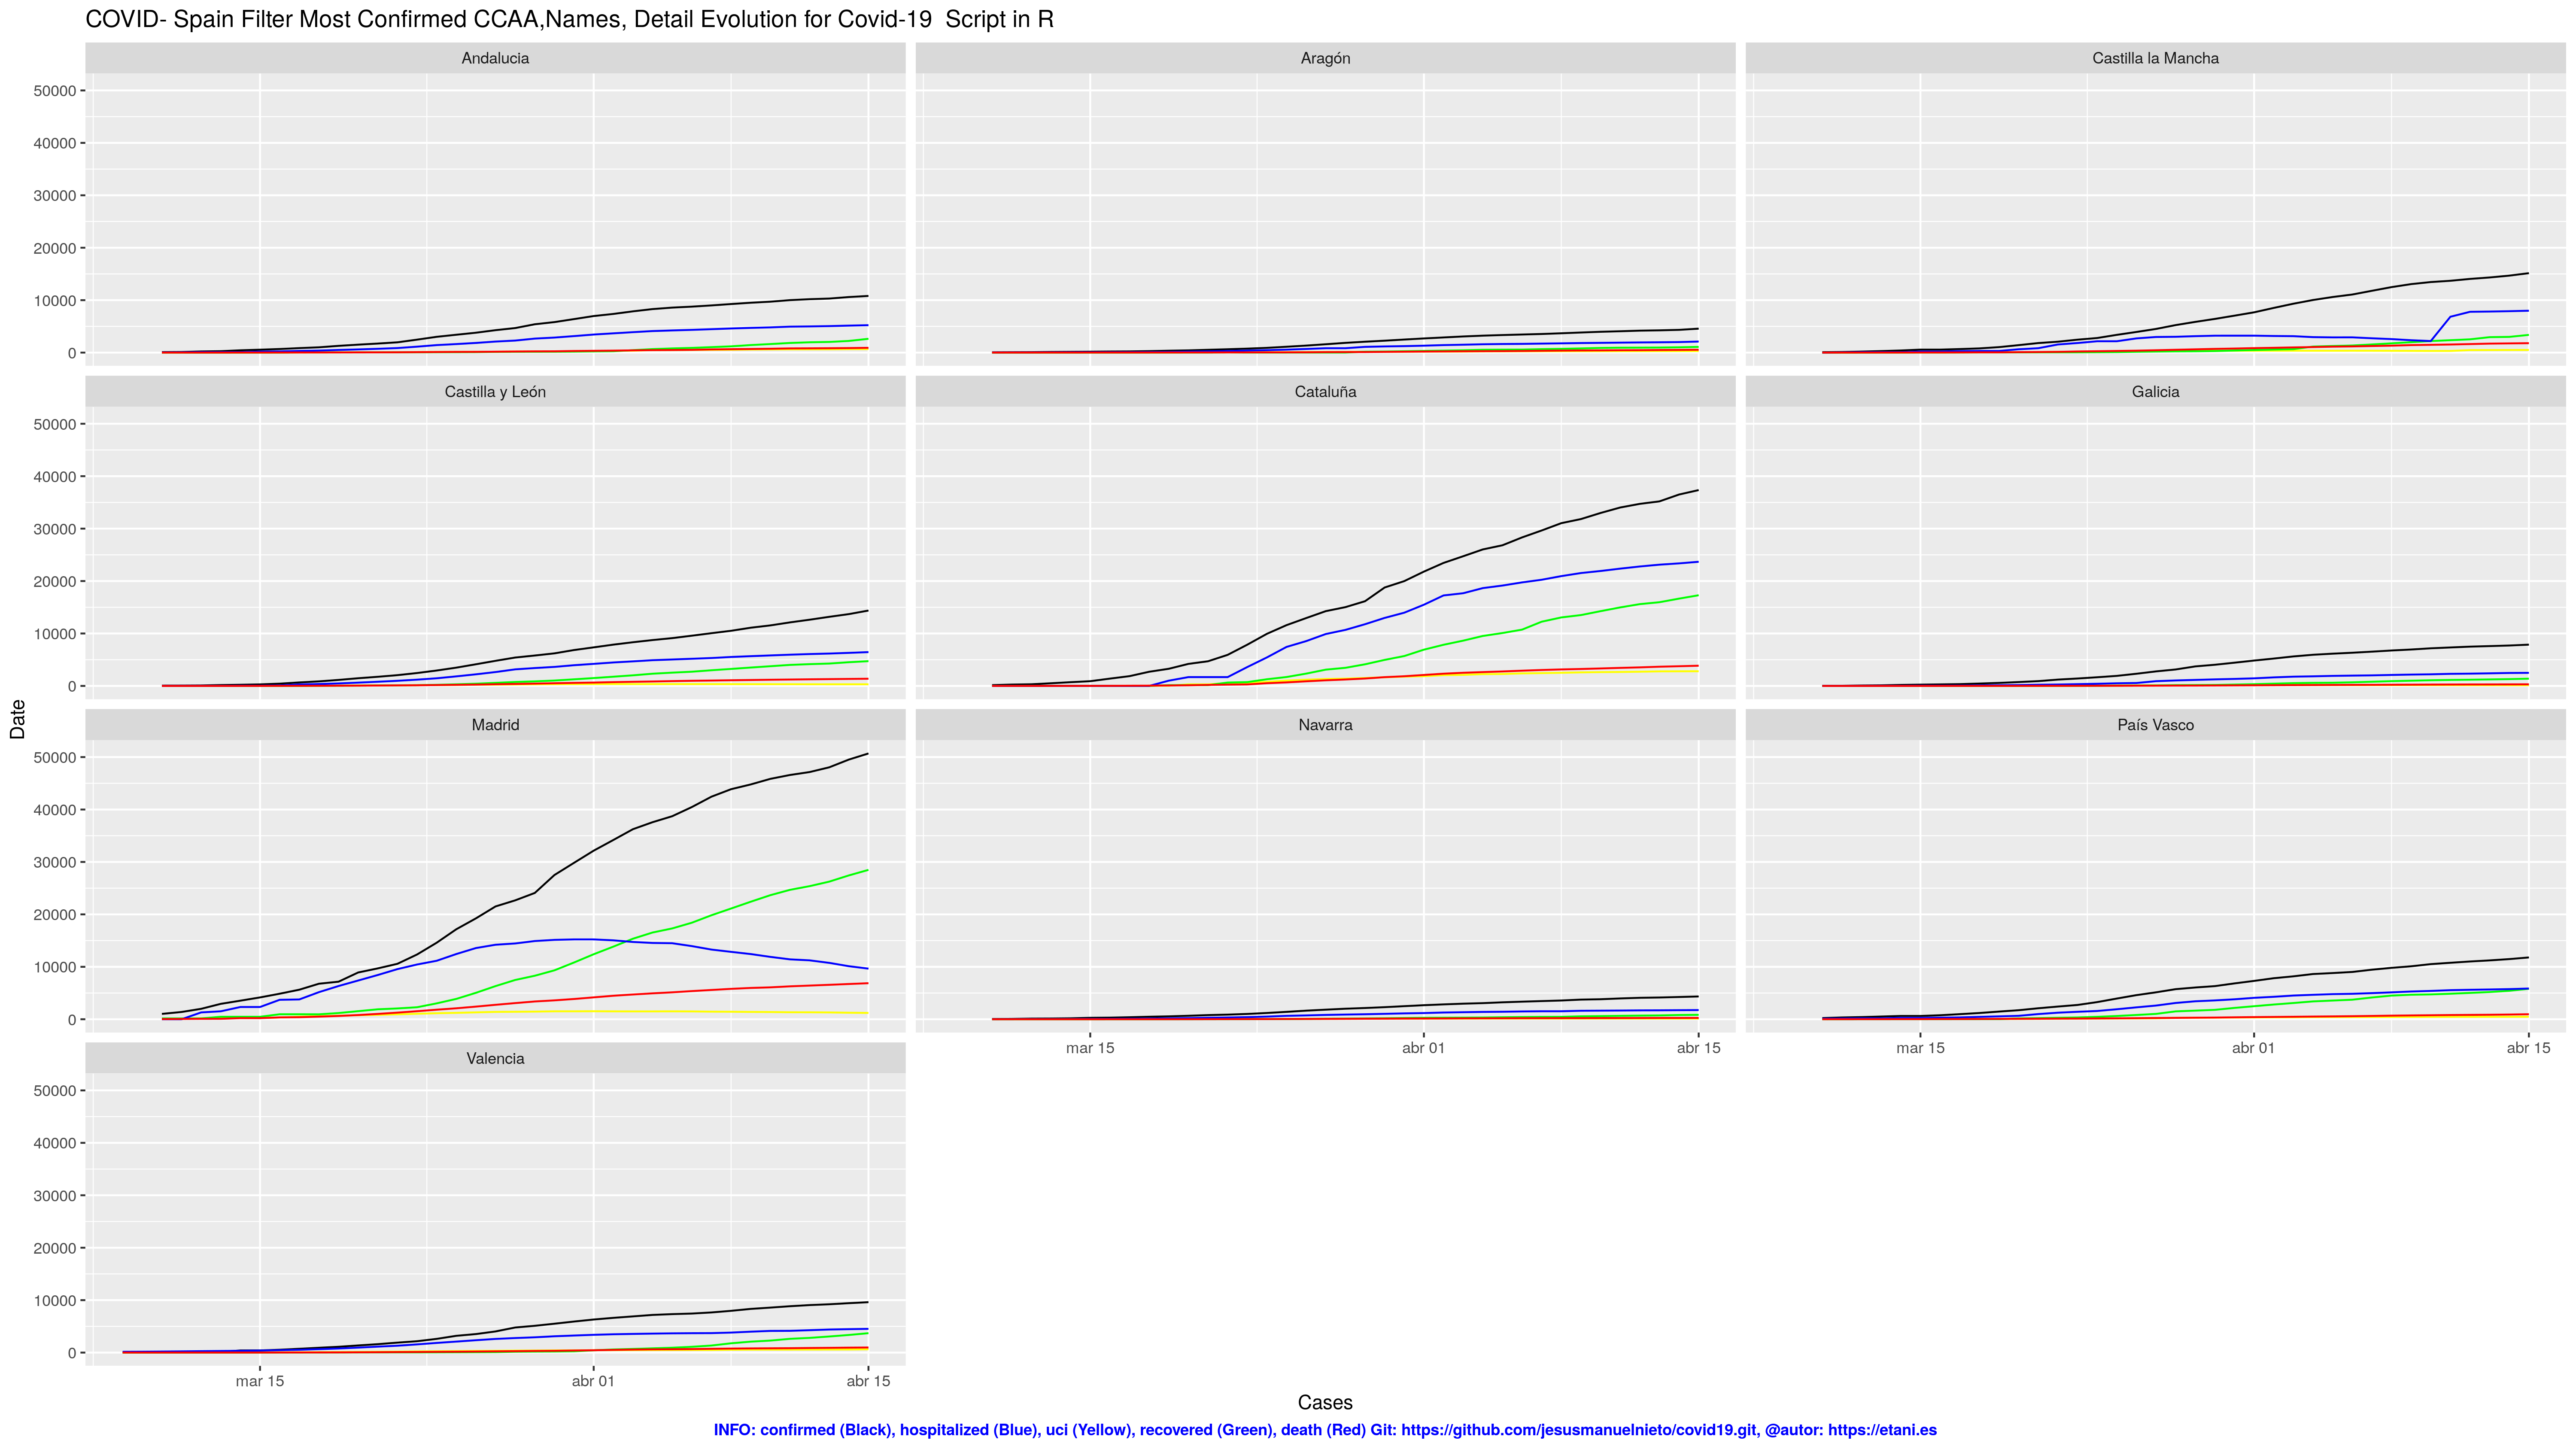 COVID- Spain Filter Most Confirmed CCAA,Names, Detail Evolution for Covid-19  Script in R
Andalucia
Aragón
Castilla la Mancha
50000
40000
30000
20000
10000
0
Castilla y León
Cataluña
Galicia
50000
40000
30000
20000
10000
0
Date
Madrid
Navarra
País Vasco
50000
40000
30000
20000
10000
0
mar 15
abr 01
abr 15
mar 15
abr 01
abr 15
Valencia
50000
40000
30000
20000
10000
0
mar 15
abr 01
abr 15
Cases
INFO: confirmed (Black), hospitalized (Blue), uci (Yellow), recovered (Green), death (Red) Git: https://github.com/jesusmanuelnieto/covid19.git, @autor: https://etani.es